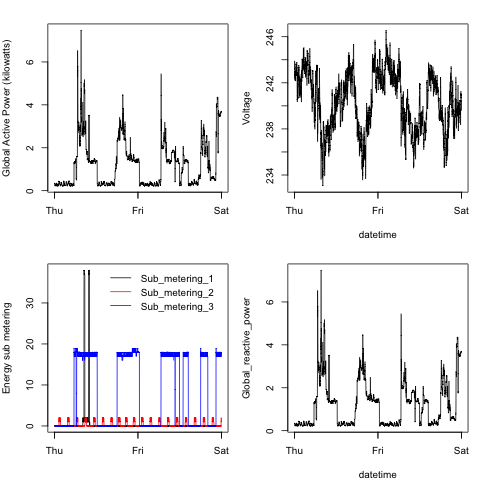 Global Active Power (kilowatts)
0 2 4 6
Thu Fri Sat
Voltage
234 238 242 246
Thu Fri Sat
datetime
Energy sub metering
0 10 20 30
Sub_metering_1
Sub_metering_2
Sub_metering_3
Thu Fri Sat
Global_reactive_power
0 2 4 6
Thu Fri Sat
datetime